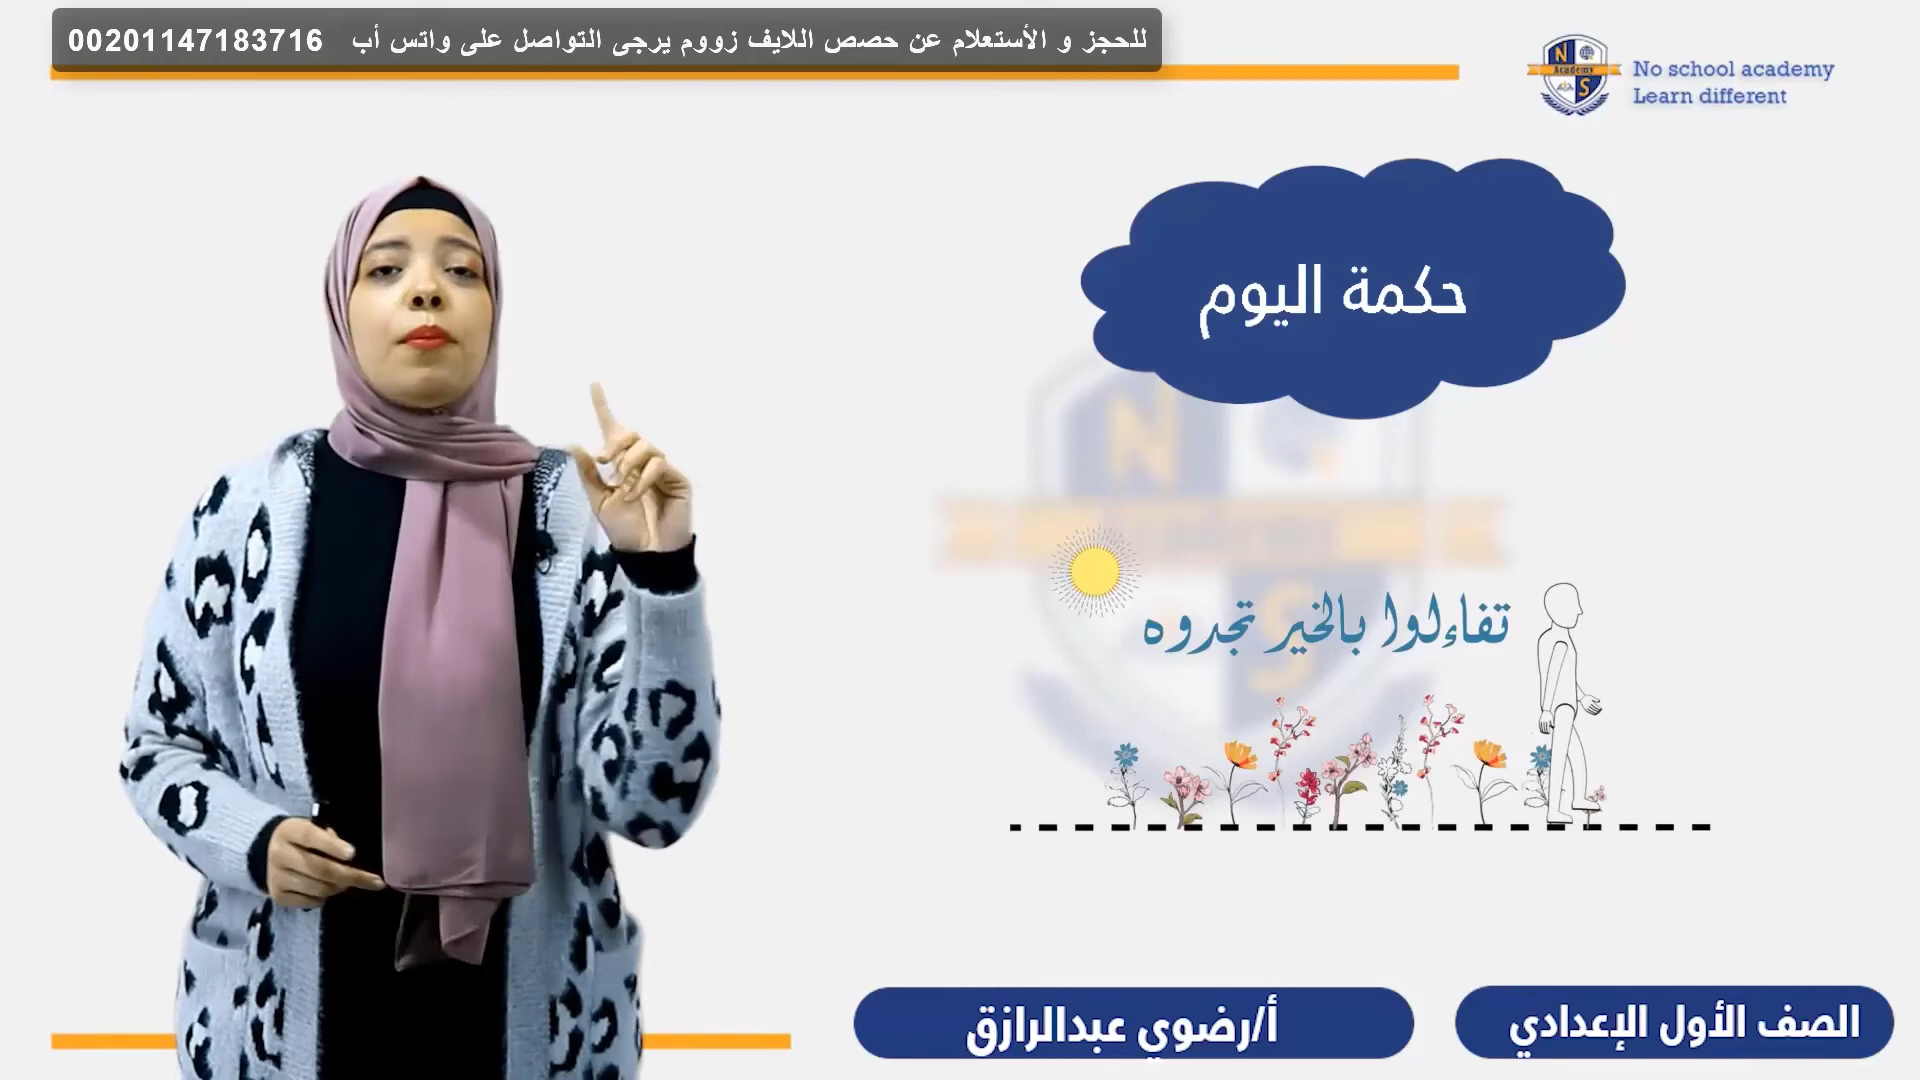 للحجز و الأستعلام عن حصص اللايف زووم يرجى التواصل على واتس أب 00201147183716
N
Academy
S
No school academy
Learn different
حكمة اليوم
تفاءلوا بالخير تجدوه
أ/رضوي عبدالرازق
الصف الأول الإعدادي